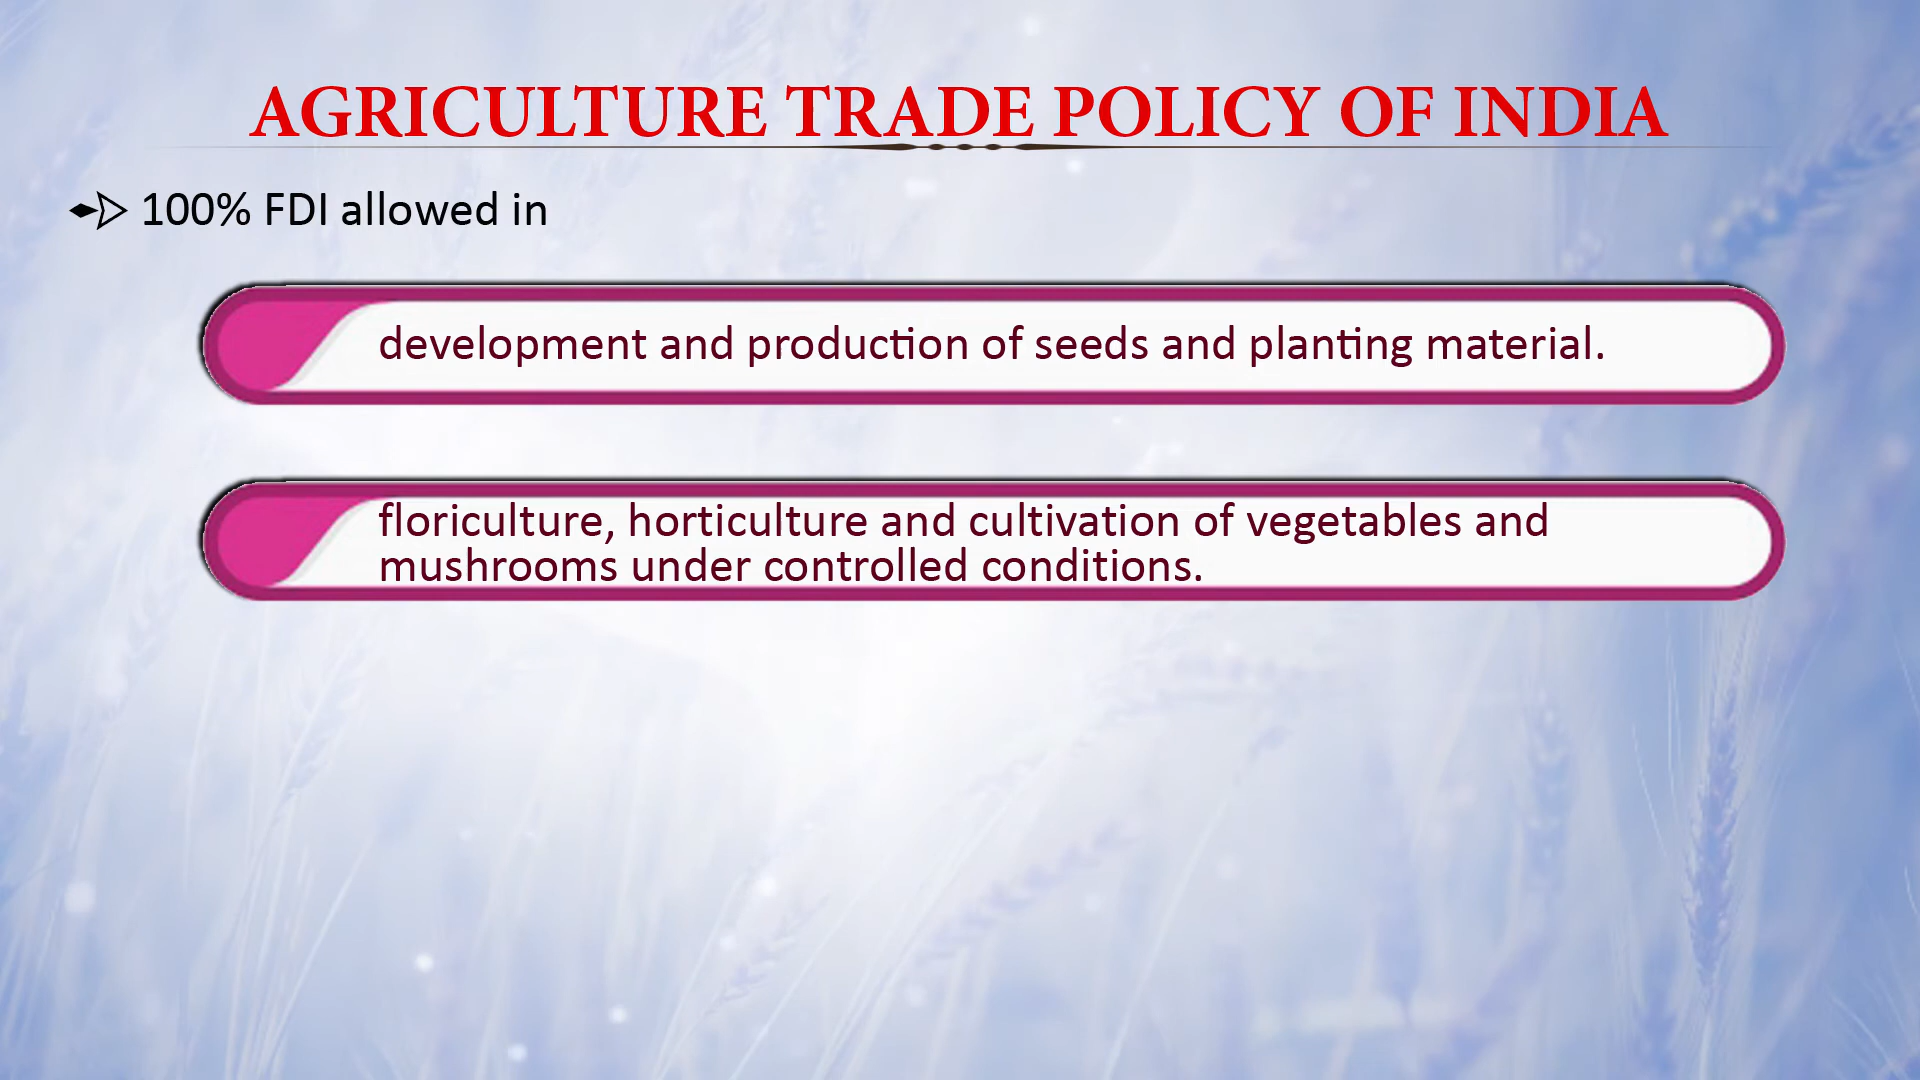 AGRICULTURE TRADE POLICY OF INDIA
100% FDI allowed in
development and production of seeds and planting material.
floriculture, horticulture and cultivation of vegetables and
mushrooms under controlled conditions.